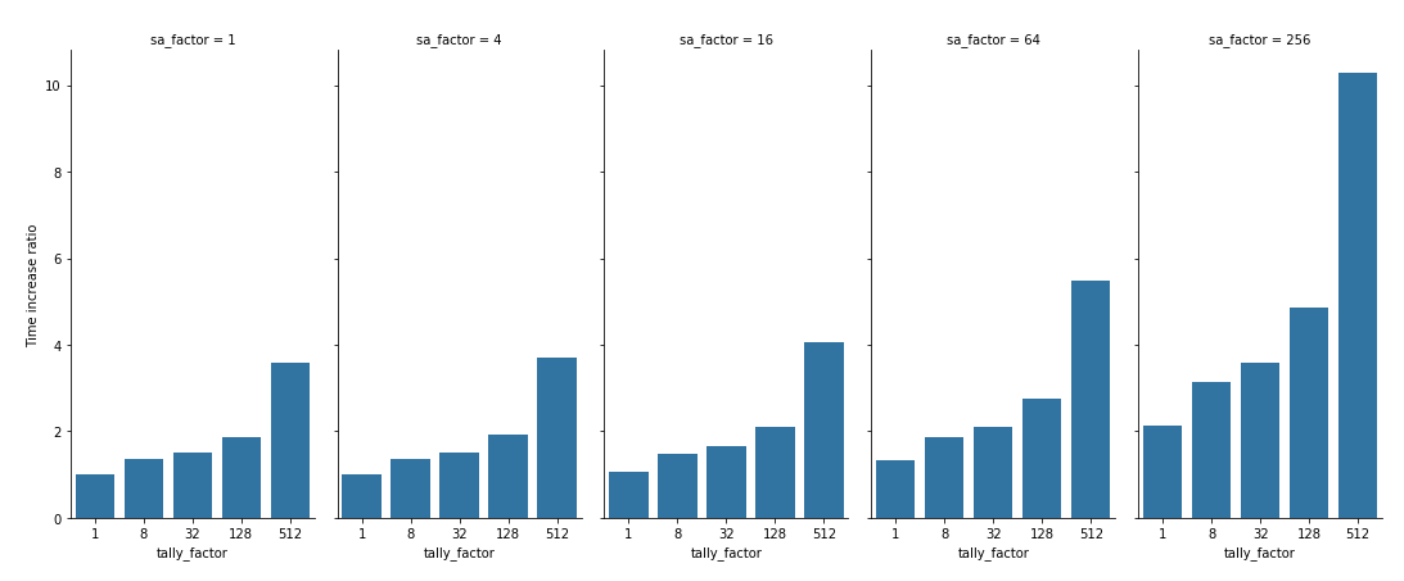 sa_factor = 1
sa_factor = 4
sa_factor = 16
sa_factor = 64
sa_factor = 256
Time increase ratio
10
8
6
4
2
0
1 8 32 128 512
1 8 32 128 512
1 8 32 128 512
1 8 32 128 512
1 8 32 128 512
tally_factor
tally_factor
tally_factor
tally_factor
tally_factor